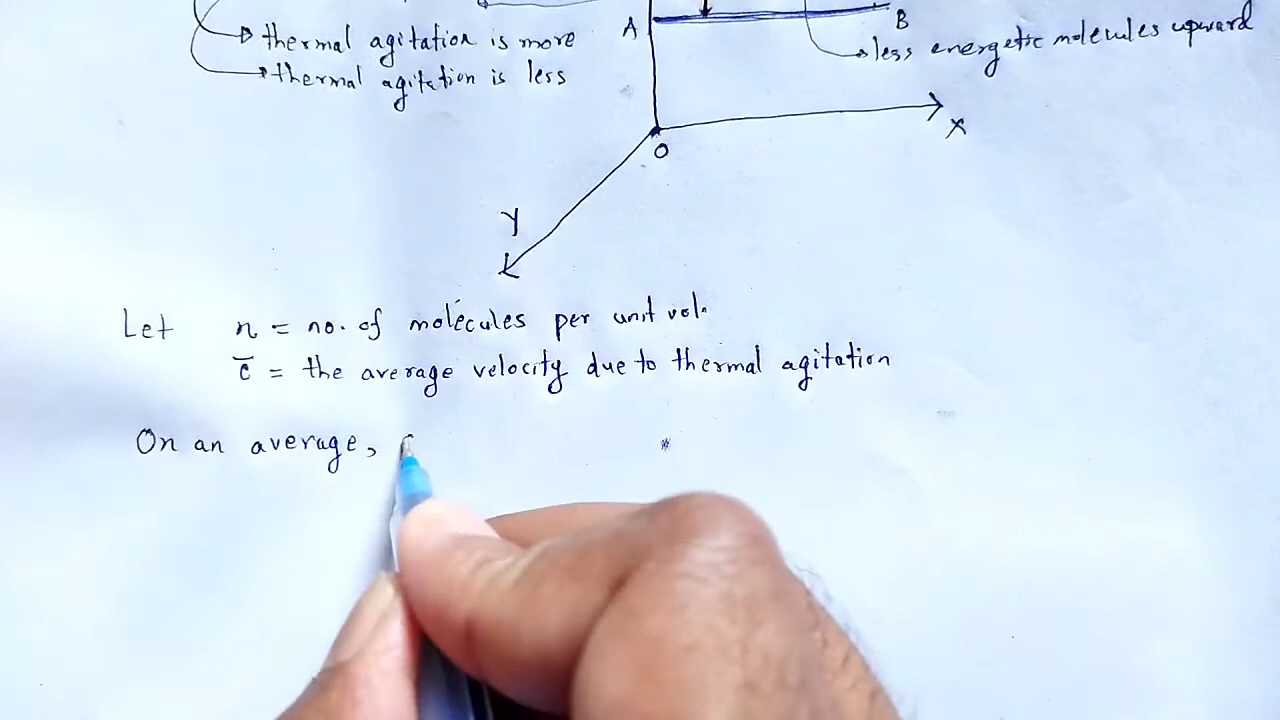 thermal agitation is more
thermal agitation is less
A
B
less energetic molecules upward
X
O
Y
Let n = no. of molécules per unit vol.
c̅ = the average velocity due to thermal agitation
On an average,